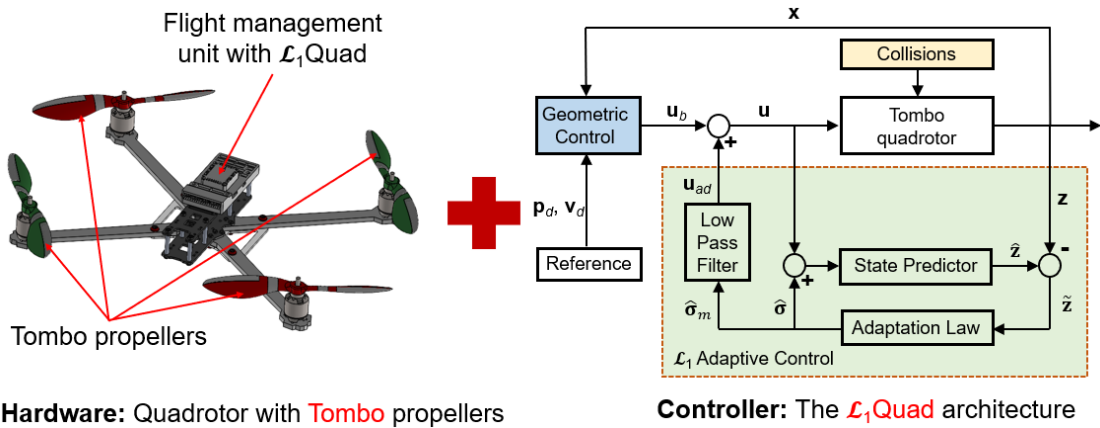 Flight management
unit with ℒ₁Quad
Tombo propellers
Hardware: Quadrotor with Tombo propellers
x
Collisions
Geometric
Control
u_b
u
+
Tombo
quadrotor
u_ad
z
p_d, v_d
Low
Pass
Filter
-
Reference
State Predictor
ẑ
+
σ̂_m
σ̂
Adaptation Law
z̃
ℒ₁ Adaptive Control
Controller: The ℒ₁Quad architecture